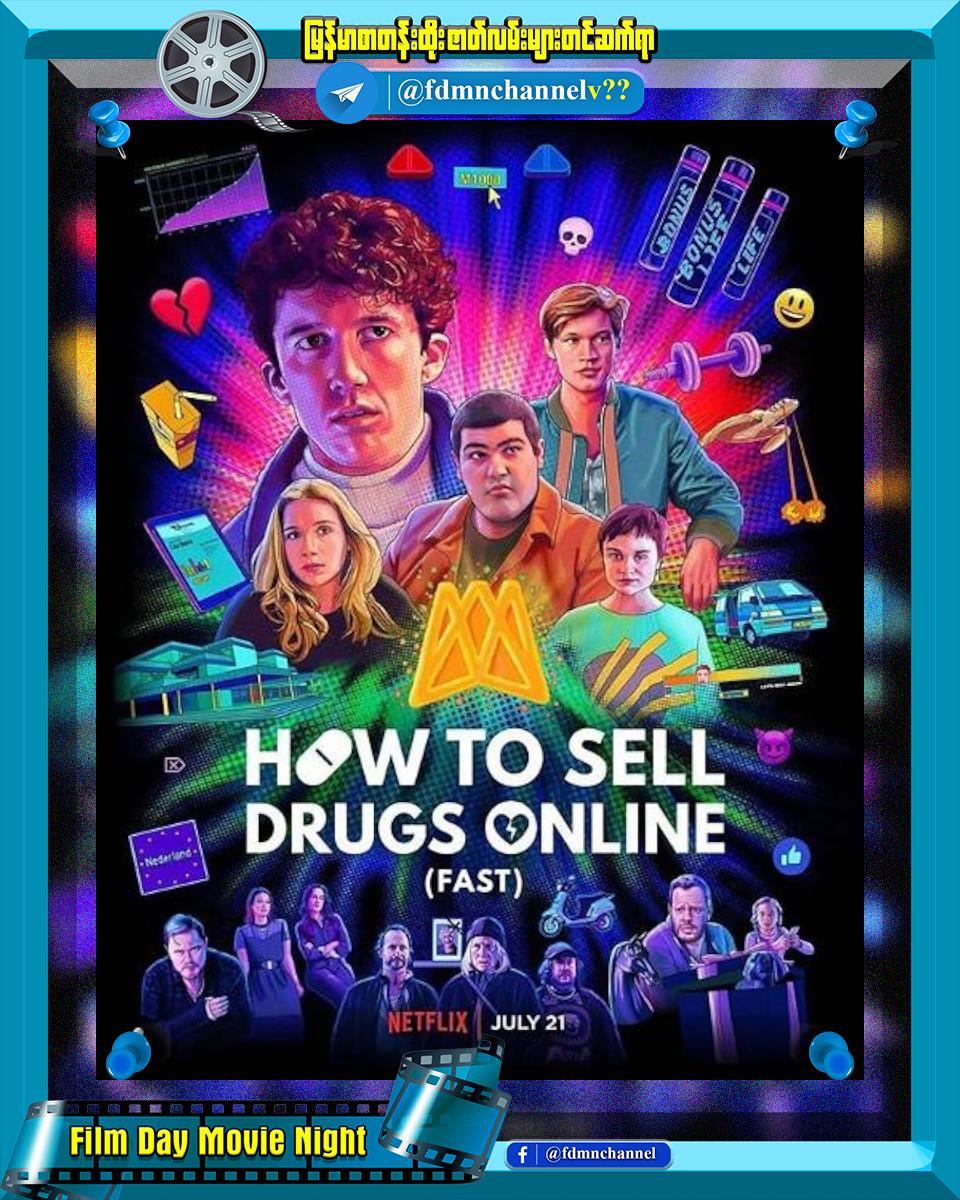 မြန်မာစာတန်းထိုးဇာတ်လမ်းများတင်ဆက်ရာ
@fdmnchannelv??
M1000
BONUS
BONUS LIFE
LIFE
HOW TO SELL
DRUGS ONLINE
(FAST)
Nederland
NETFLIX | JULY 21
Film Day Movie Night
@fdmnchannel